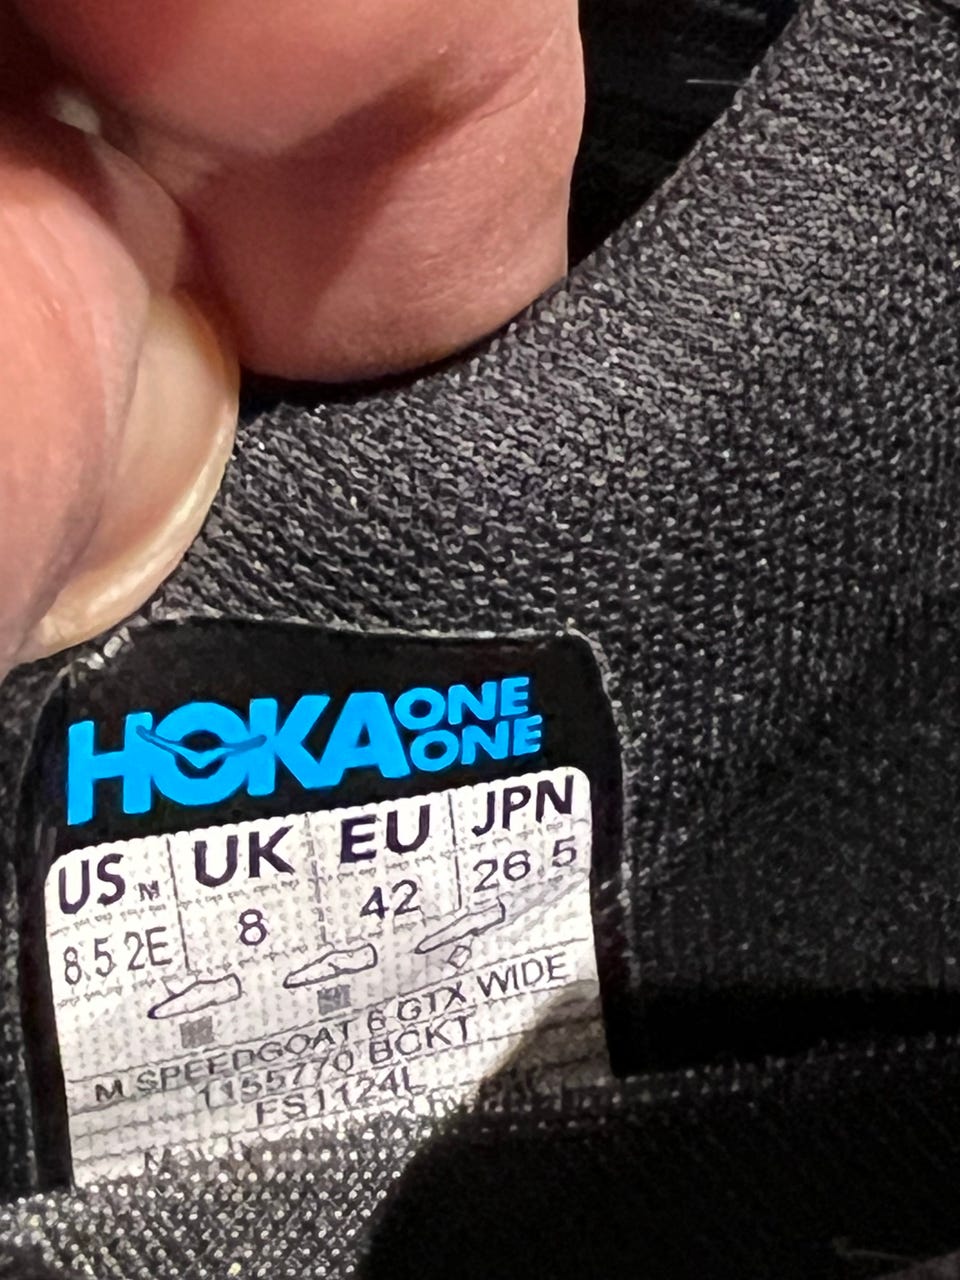 HOKA ONE ONE
US M UK EU JPN
8.5 2E 8 42 26.5
M SPEEDGOAT 6 GTX WIDE
1155770 BCKT
FS1124L